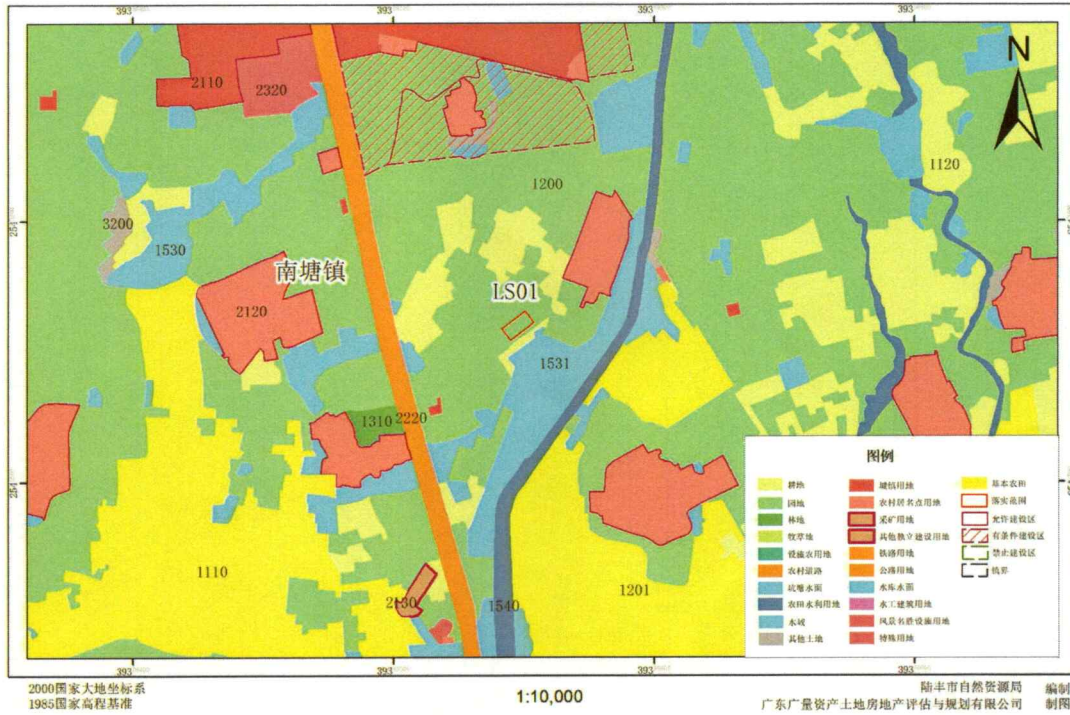 393
393
393
393
N
2110
2320
1120
1200
3200
254
1530
南塘镇
LS01
2120
1531
1310
2220
254
1110
2130
1540
1201
图例
耕地
园地
林地
牧草地
设施农用地
农村道路
坑塘水面
农田水利用地
水域
其他土地
城镇用地
农村居民点用地
采矿用地
其他独立建设用地
铁路用地
公路用地
水库水面
水工建筑用地
风景名胜设施用地
特殊用地
基本农田
落实范围
允许建设区
有条件建设区
禁止建设区
镇界
393
393
393
393
2000国家大地坐标系
1985国家高程基准
1:10,000
陆丰市自然资源局 编制
广东广量资产土地房地产评估与规划有限公司 制图